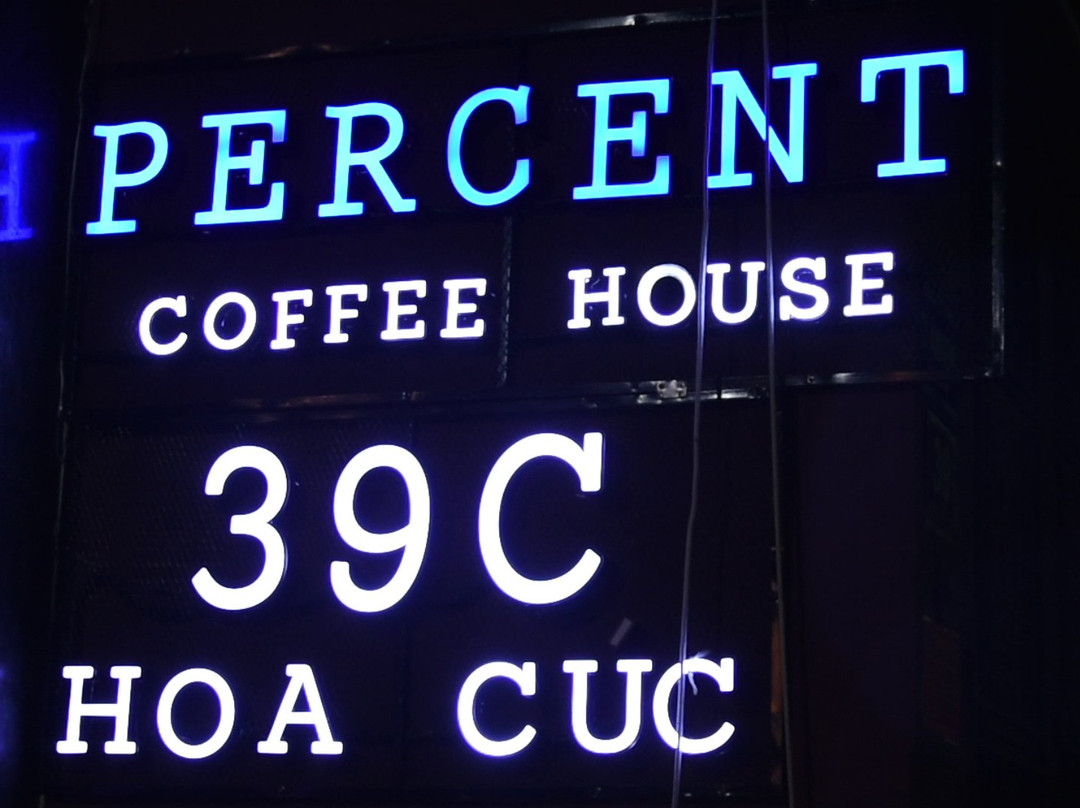 H PERCENT
COFFEE HOUSE
39C
HOA CUC